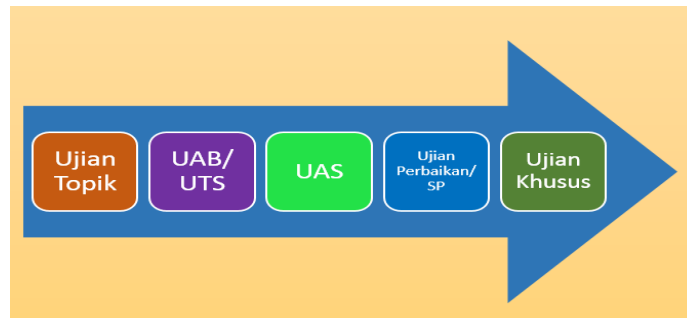 Ujian
Topik
UAB/
UTS
UAS
Ujian
Perbaikan/
SP
Ujian
Khusus